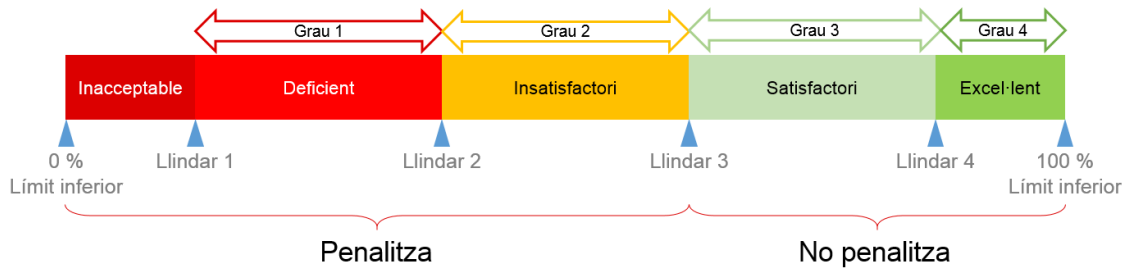 Grau 1
Grau 2
Grau 3
Grau 4
Inacceptable
Deficient
Insatisfactori
Satisfactori
Excel·lent
0 %
Límit inferior
Llindar 1
Llindar 2
Llindar 3
Llindar 4
100 %
Límit inferior
Penalitza
No penalitza